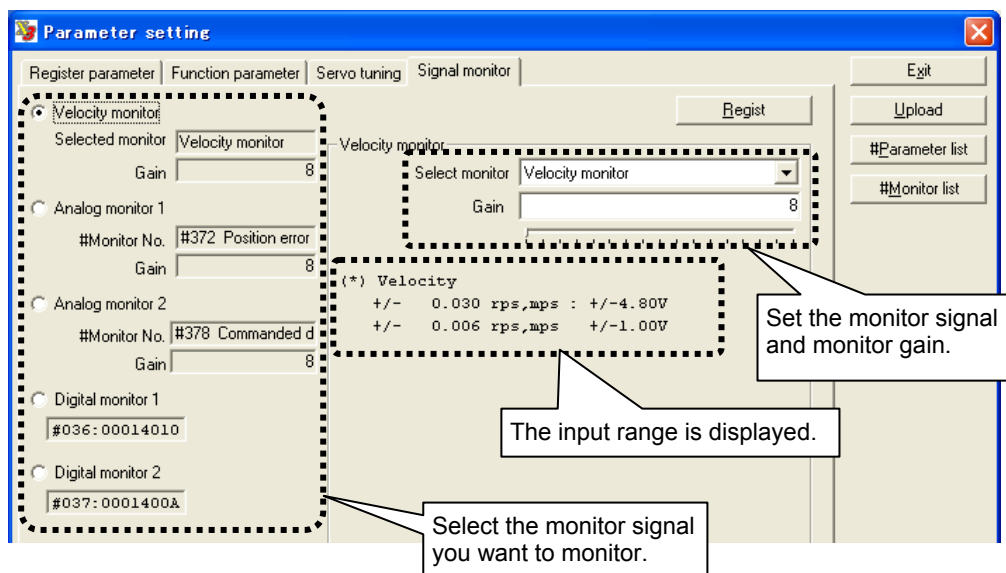 Parameter setting
Register parameter Function parameter Servo tuning Signal monitor
Exit
Upload
#Parameter list
#Monitor list
Regist
Velocity monitor
Selected monitor Velocity monitor
Gain 8
Analog monitor 1
#Monitor No. #372 Position error
Gain 8
Analog monitor 2
#Monitor No. #378 Commanded d
Gain 8
Digital monitor 1
#036:00014010
Digital monitor 2
#037:0001400A
Velocity monitor
Select monitor Velocity monitor
Gain 8
(*) Velocity
+/- 0.030 rps,mps : +/-4.80V
+/- 0.006 rps,mps +/-1.00V
Set the monitor signal
and monitor gain.
The input range is displayed.
Select the monitor signal
you want to monitor.